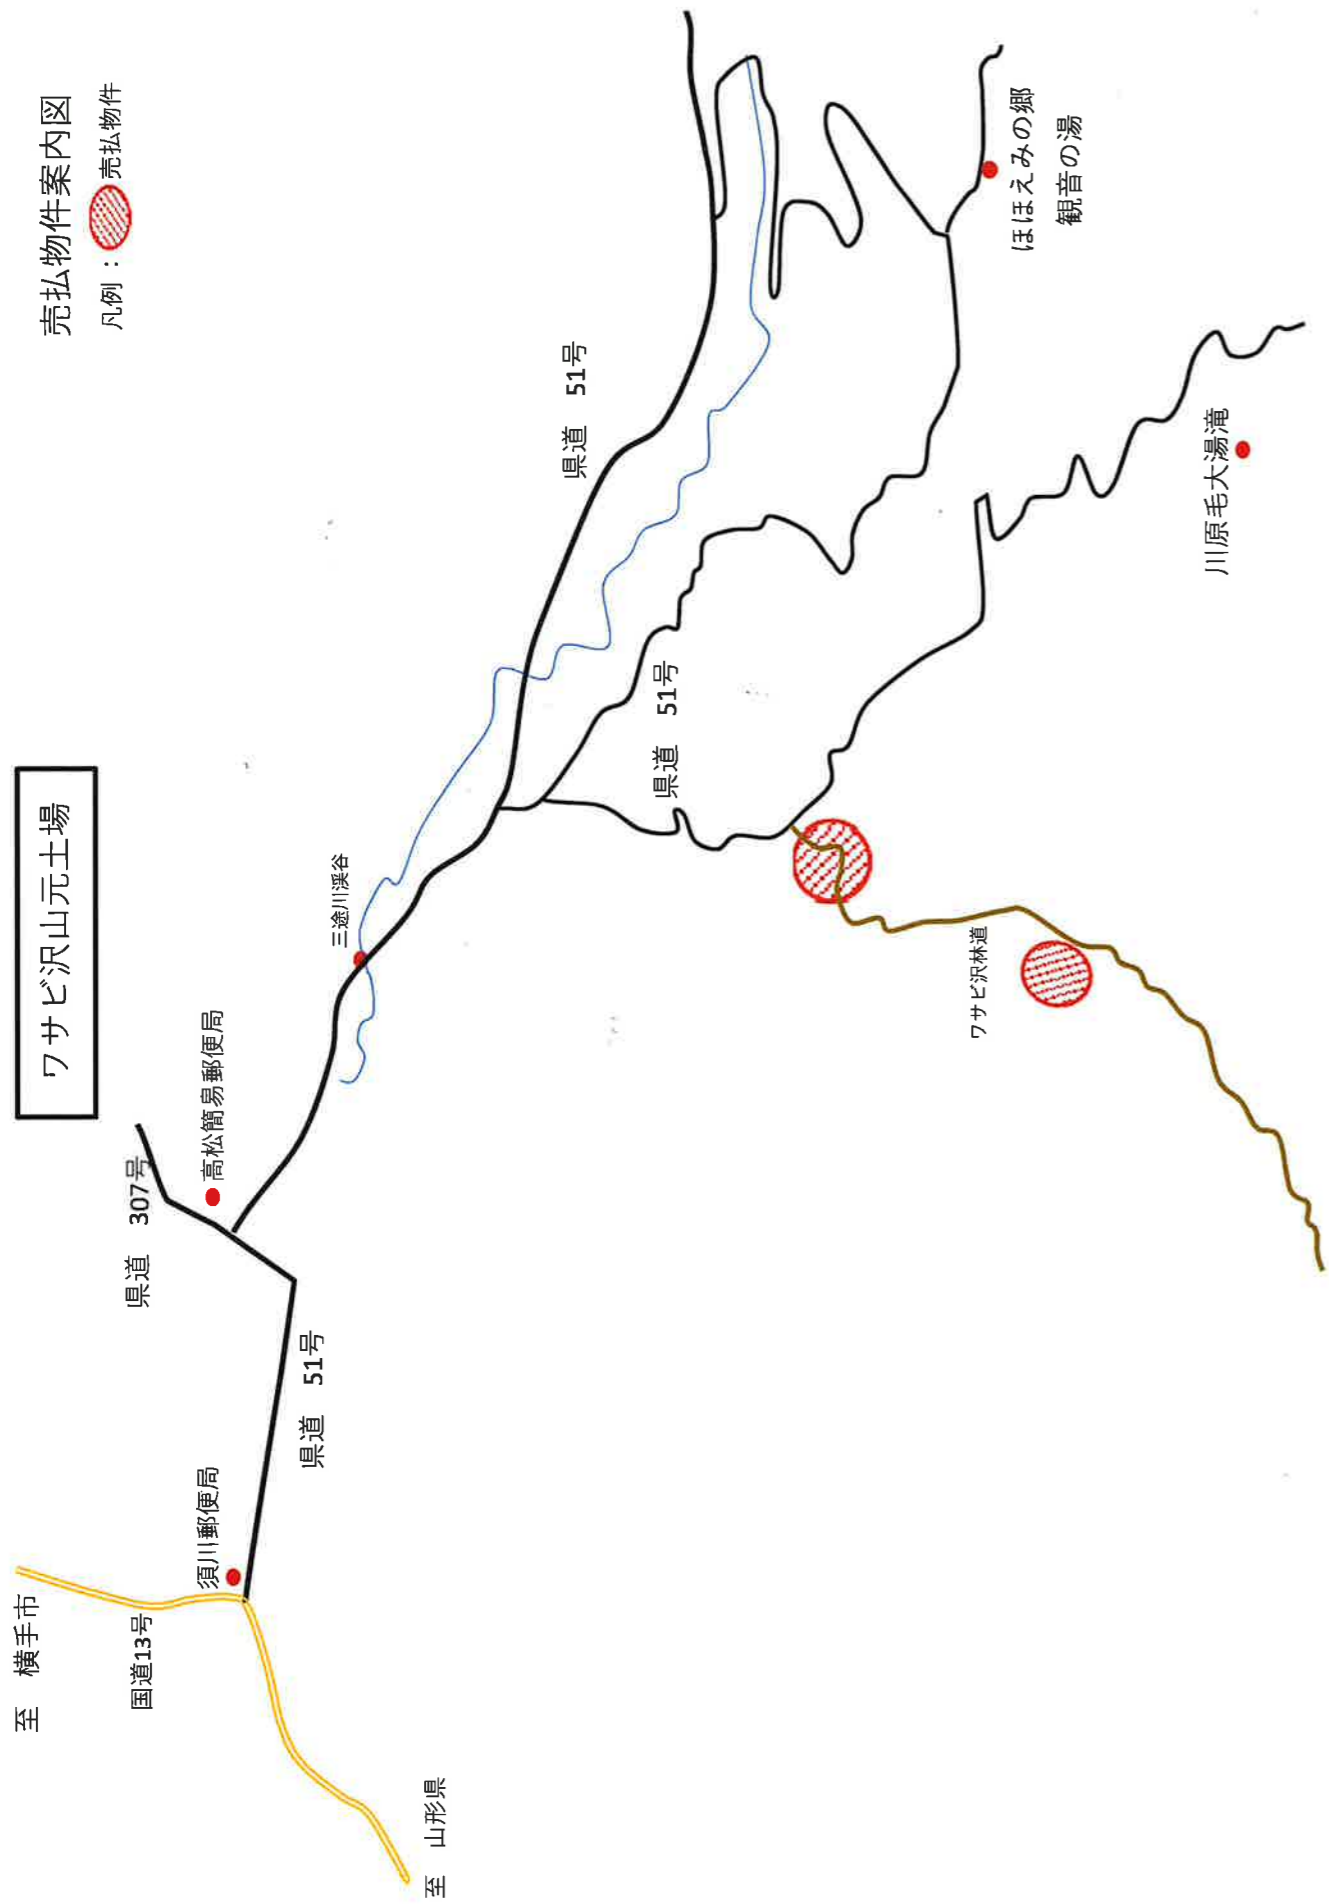 ワサビ沢山元土場
売払物件案内図
凡例：
売払物件
至　横手市
国道13号
須川郵便局
県道　307号
高松簡易郵便局
県道　51号
三途川渓谷
県道　51号
県道　51号
至　山形県
ワサビ沢林道
ほほえみの郷
観音の湯
川原毛大湯滝